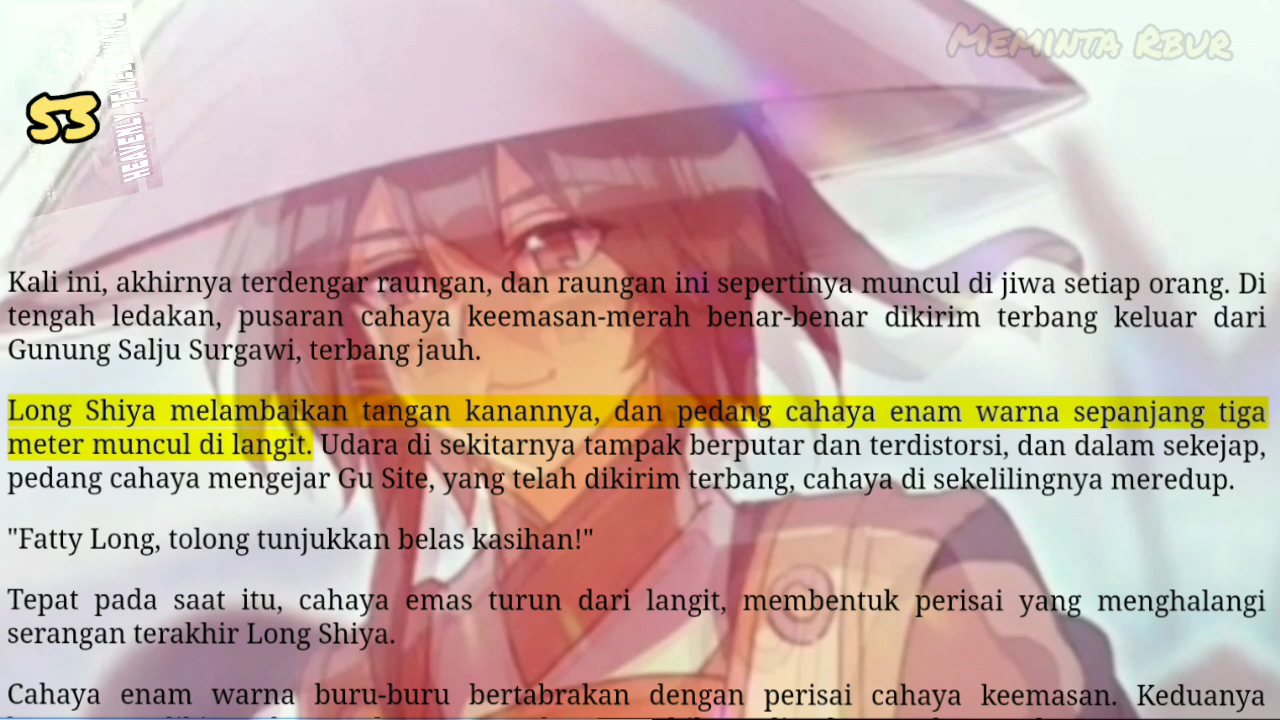 Meminta Rbur
53
HEAVENLY
Kali ini, akhirnya terdengar raungan, dan raungan ini sepertinya muncul di jiwa setiap orang. Di
tengah ledakan, pusaran cahaya keemasan-merah benar-benar dikirim terbang keluar dari
Gunung Salju Surgawi, terbang jauh.
Long Shiya melambaikan tangan kanannya, dan pedang cahaya enam warna sepanjang tiga
meter muncul di langit. Udara di sekitarnya tampak berputar dan terdistorsi, dan dalam sekejap,
pedang cahaya mengejar Gu Site, yang telah dikirim terbang, cahaya di sekelilingnya meredup.
"Fatty Long, tolong tunjukkan belas kasihan!"
Tepat pada saat itu, cahaya emas turun dari langit, membentuk perisai yang menghalangi
serangan terakhir Long Shiya.
Cahaya enam warna buru-buru bertabrakan dengan perisai cahaya keemasan. Keduanya